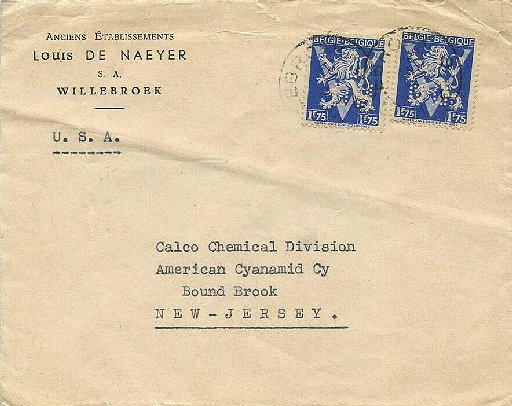 Anciens Établissements
Louis DE NAEYER
S. A.
WILLEBROEK
U. S. A.
BELGIE-BELGIQUE
1F75 1F75
BELGIE-BELGIQUE
1F75 1F75
Calco Chemical Division
American Cyanamid Cy
Bound Brook
NEW-JERSEY.